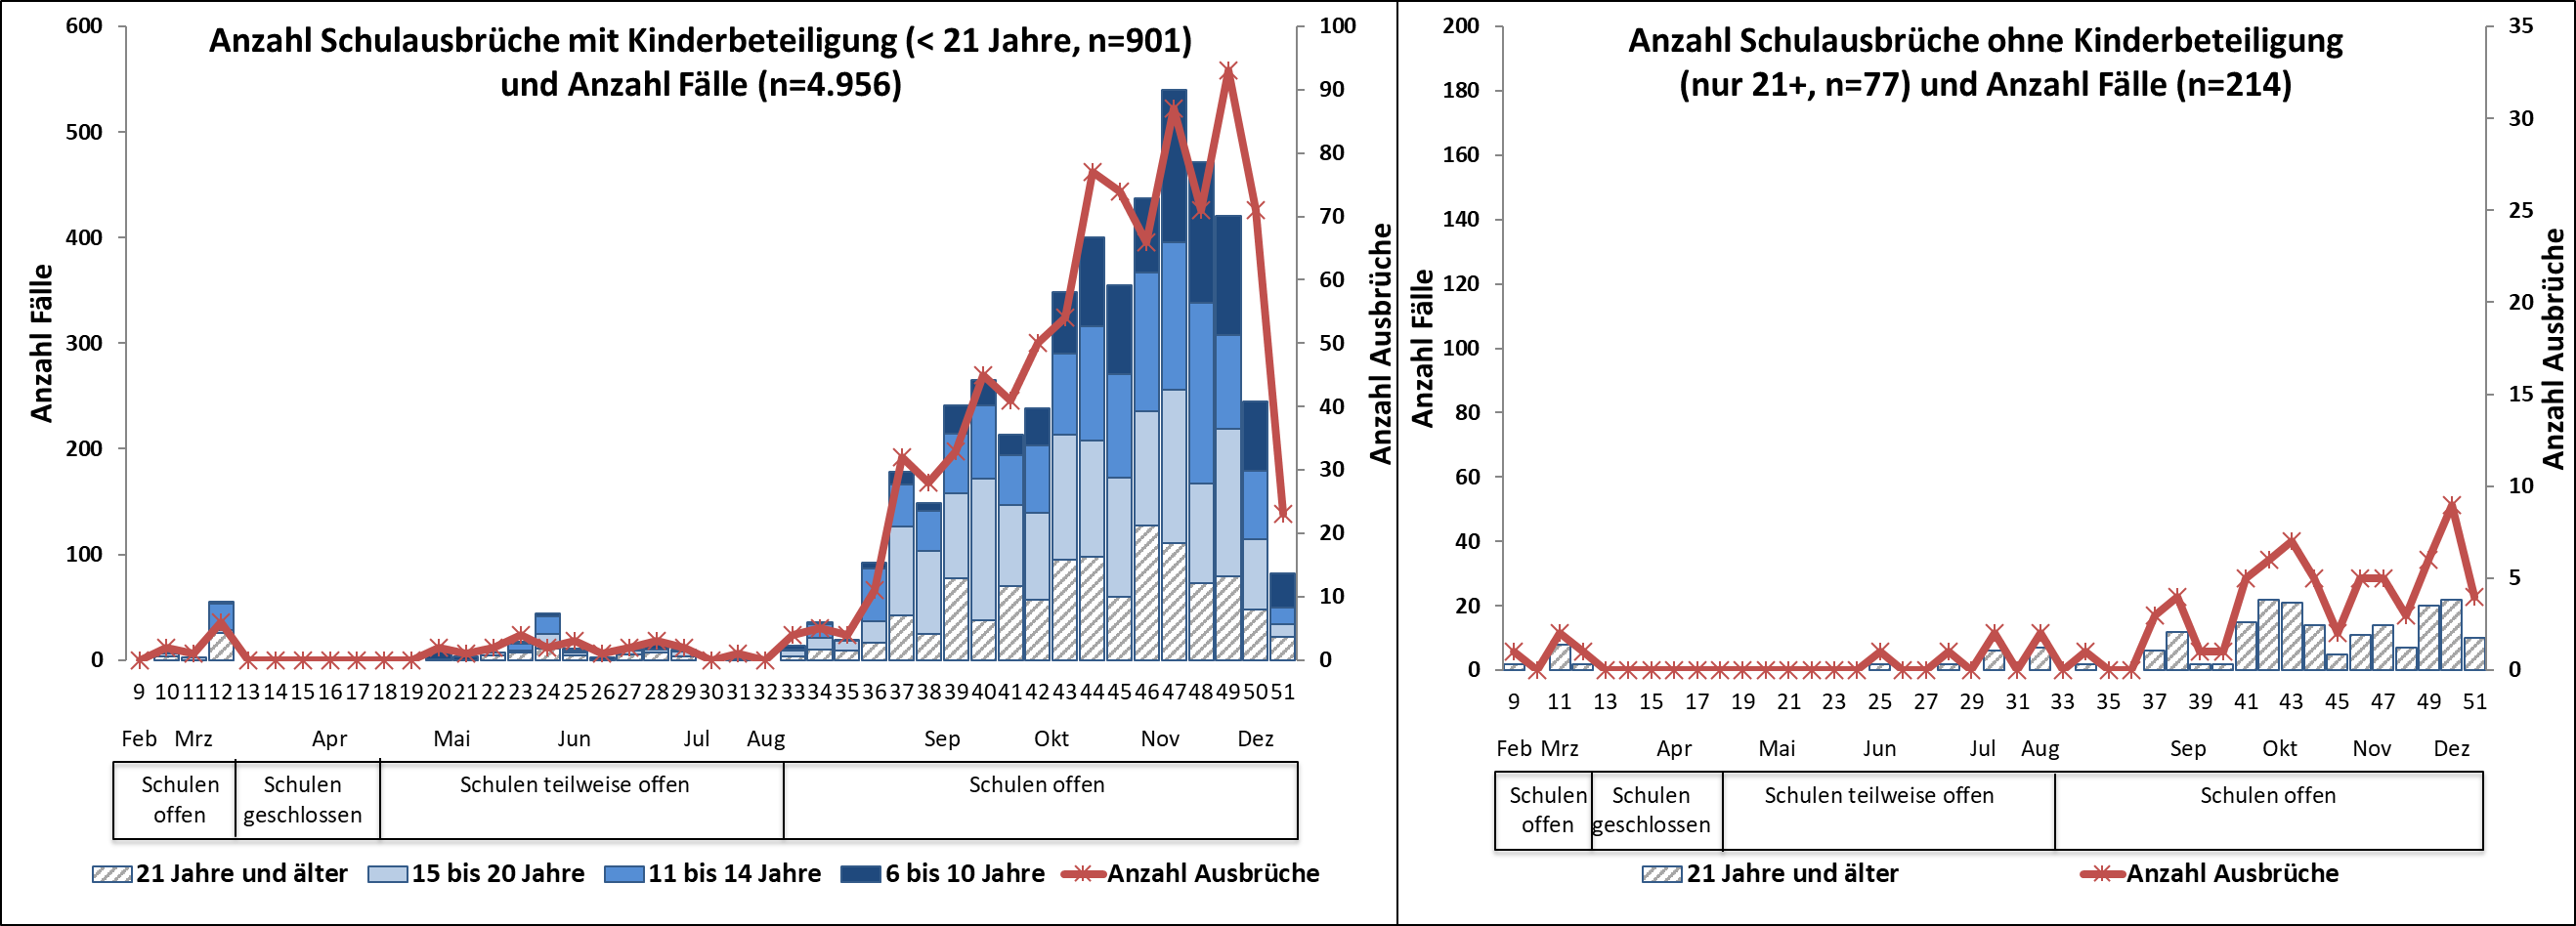 Anzahl Schulausbrüche mit Kinderbeteiligung (< 21 Jahre, n=901)
und Anzahl Fälle (n=4.956)
Anzahl Fälle
600
500
400
300
200
100
0
100
90
80
70
60
50
40
30
20
10
0
Anzahl Ausbrüche
9 10 11 12 13 14 15 16 17 18 19 20 21 22 23 24 25 26 27 28 29 30 31 32 33 34 35 36 37 38 39 40 41 42 43 44 45 46 47 48 49 50 51
Feb Mrz Apr Mai Jun Jul Aug Sep Okt Nov Dez
Schulen
offen
Schulen
geschlossen
Schulen teilweise offen
Schulen offen
21 Jahre und älter 15 bis 20 Jahre 11 bis 14 Jahre 6 bis 10 Jahre Anzahl Ausbrüche
Anzahl Schulausbrüche ohne Kinderbeteiligung
(nur 21+, n=77) und Anzahl Fälle (n=214)
Anzahl Fälle
200
180
160
140
120
100
80
60
40
20
0
35
30
25
20
15
10
5
0
Anzahl Ausbrüche
9 11 13 15 17 19 21 23 25 27 29 31 33 35 37 39 41 43 45 47 49 51
Feb Mrz Apr Mai Jun Jul Aug Sep Okt Nov Dez
Schulen
offen
Schulen
geschlossen
Schulen teilweise offen
Schulen offen
21 Jahre und älter Anzahl Ausbrüche